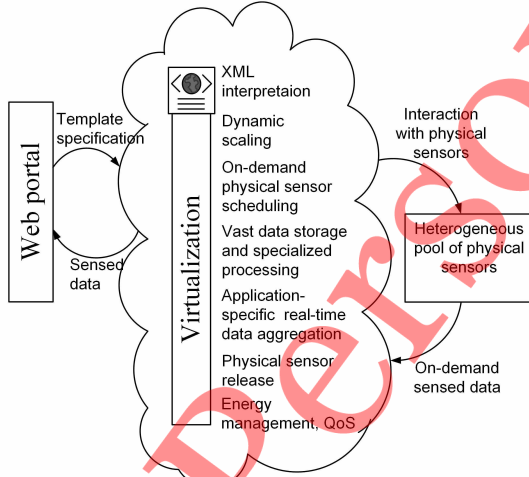 Web portal
Template
specification
Sensed
data
Virtualization
XML
interpretaion
Dynamic
scaling
On-demand
physical sensor
scheduling
Vast data storage
and specialized
processing
Application-
specific real-time
data aggregation
Physical sensor
release
Energy
management, QoS
Interaction
with physical
sensors
Heterogeneous
pool of physical
sensors
On-demand
sensed data